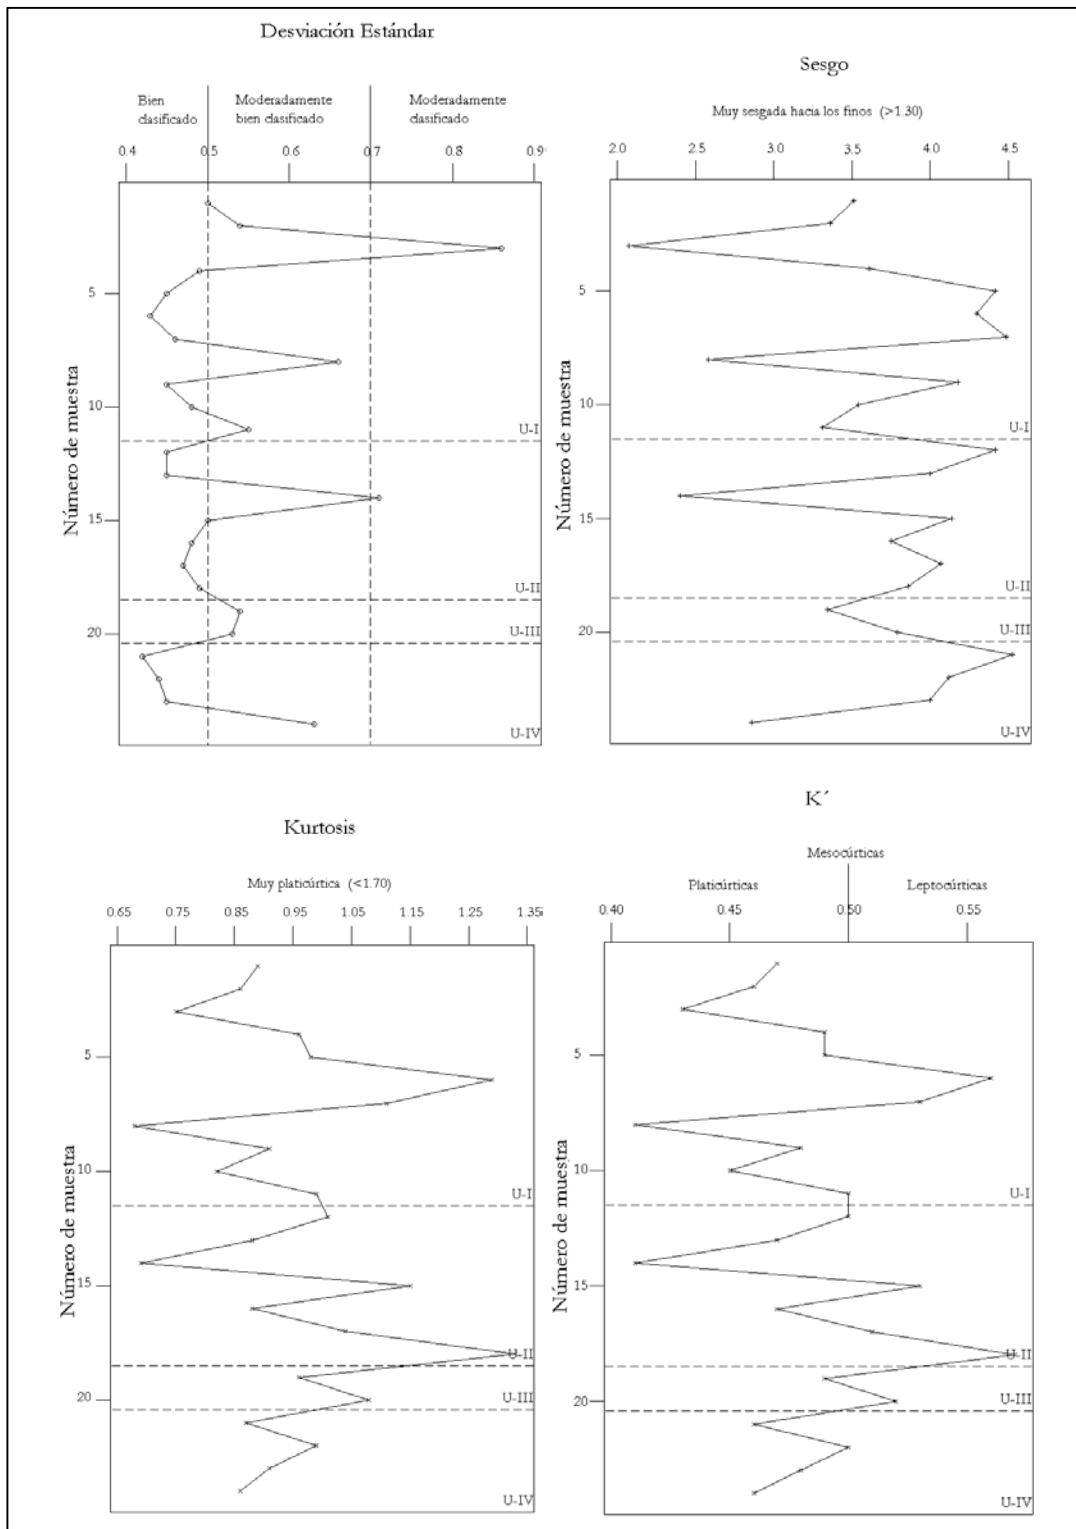 Desviación Estándar
Bien
clasificado
Moderadamente
bien clasificado
Moderadamente
clasificado
0.4 0.5 0.6 0.7 0.8 0.9
Número de muestra
5
10
15
20
U-I
U-II
U-III
U-IV
Sesgo
Muy sesgada hacia los finos (>1.30)
2.0 2.5 3.0 3.5 4.0 4.5
Número de muestra
5
10
15
20
U-I
U-II
U-III
U-IV
Kurtosis
Muy platicúrtica (<1.70)
0.65 0.75 0.85 0.95 1.05 1.15 1.25 1.35
Número de muestra
5
10
15
20
U-I
U-II
U-III
U-IV
K´
Mesocúrticas
Platicúrticas Leptocúrticas
0.40 0.45 0.50 0.55
Número de muestra
5
10
15
20
U-I
U-II
U-III
U-IV